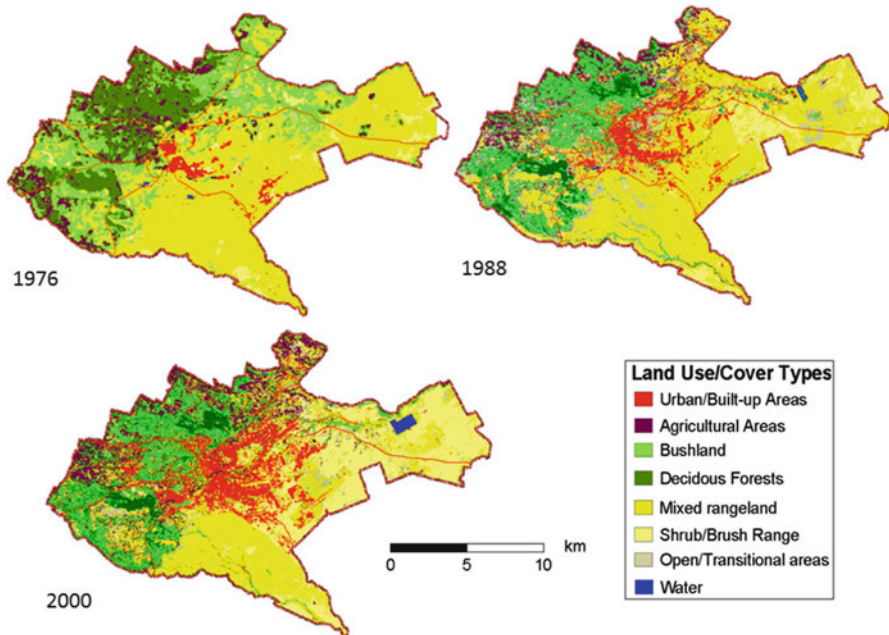 1976
1988
2000
0 5 10
km
Land Use/Cover Types
Urban/Built-up Areas
Agricultural Areas
Bushland
Decidous Forests
Mixed rangeland
Shrub/Brush Range
Open/Transitional areas
Water